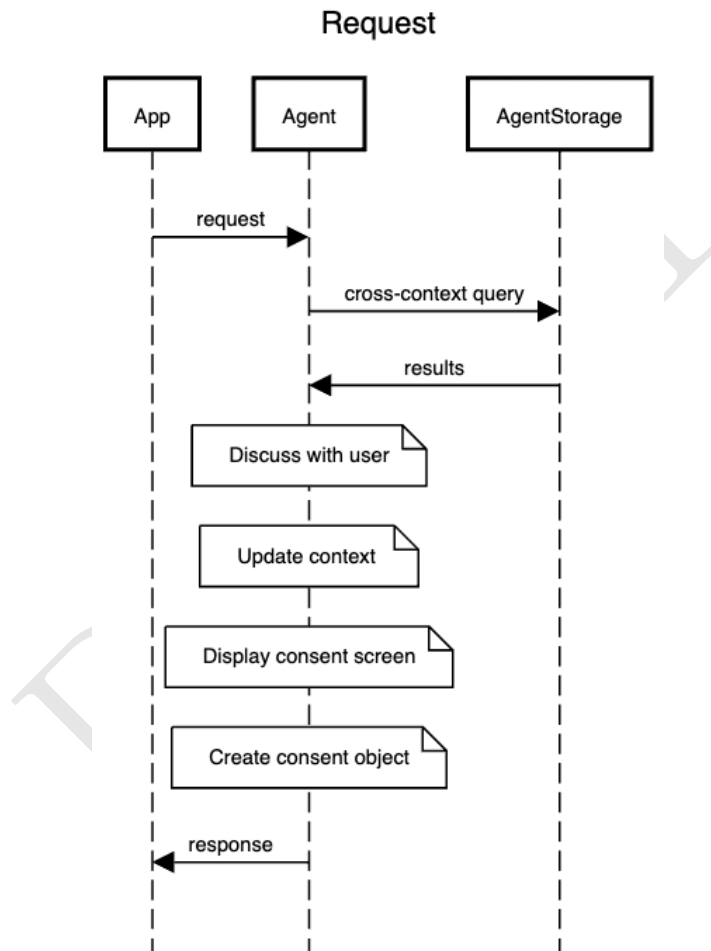 Request
App
Agent
AgentStorage
request
cross-context query
results
Discuss with user
Update context
Display consent screen
Create consent object
response